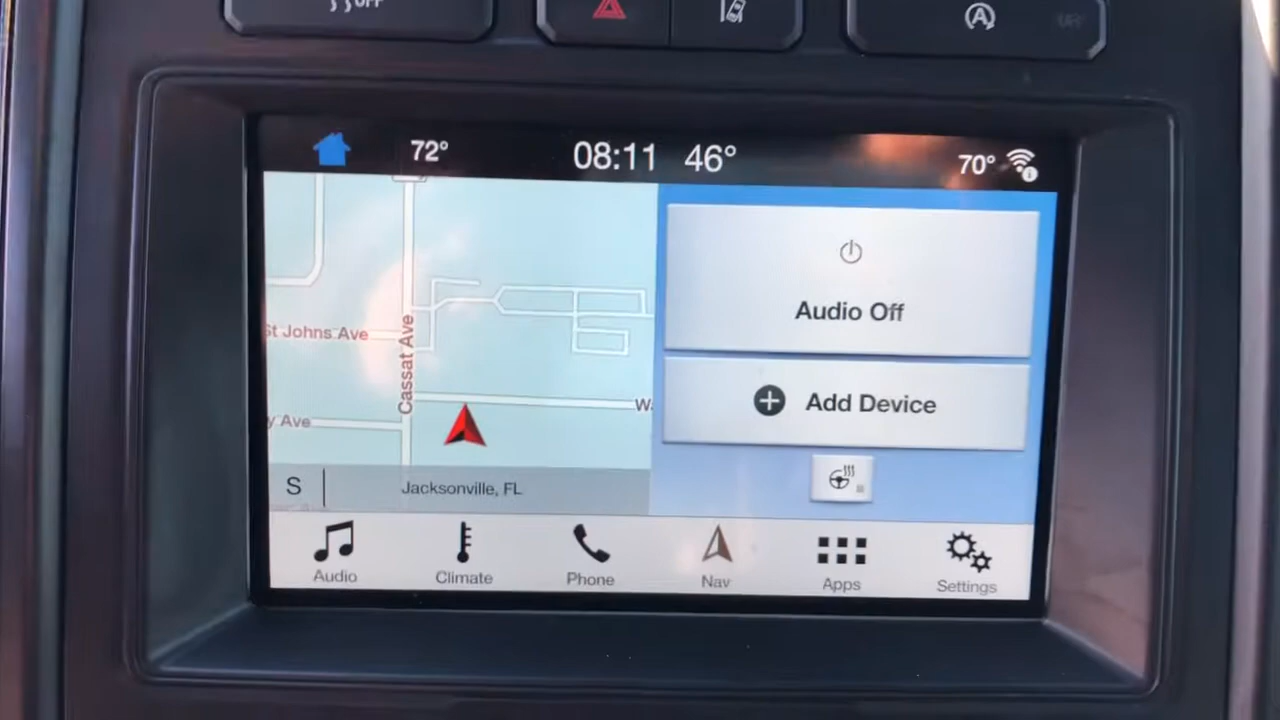 OFF
72°
08:11
46°
70°
St Johns Ave
Cassat Ave
y Ave
W
S
Jacksonville, FL
Audio Off
Add Device
Audio
Climate
Phone
Nav
Apps
Settings